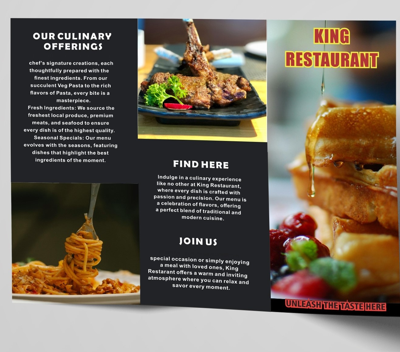 OUR CULINARY
OFFERINGS
chef's signature creations, each
thoughtfully prepared with the
finest ingredients. From our
succulent Veg Pasta to the rich
flavors of Pasta, every bite is a
masterpiece.
Fresh Ingredients: We source the
freshest local produce, premium
meats, and seafood to ensure
every dish is of the highest quality.
Seasonal Specials: Our menu
evolves with the seasons, featuring
dishes that highlight the best
ingredients of the moment.
FIND HERE
Indulge in a culinary experience
like no other at King Restaurant,
where every dish is crafted with
passion and precision. Our menu is
a celebration of flavors, offering
a perfect blend of traditional and
modern cuisine.
JOIN US
special occasion or simply enjoying
a meal with loved ones, King
Restarant offers a warm and inviting
atmosphere where you can relax and
savor every moment.
KING
RESTAURANT
UNLEASH THE TASTE HERE